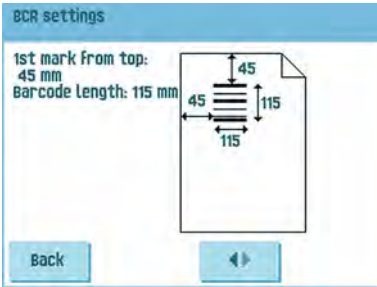 BCR settings
1st mark from top:
45 mm
Barcode length: 115 mm
45
45
115
115
Back